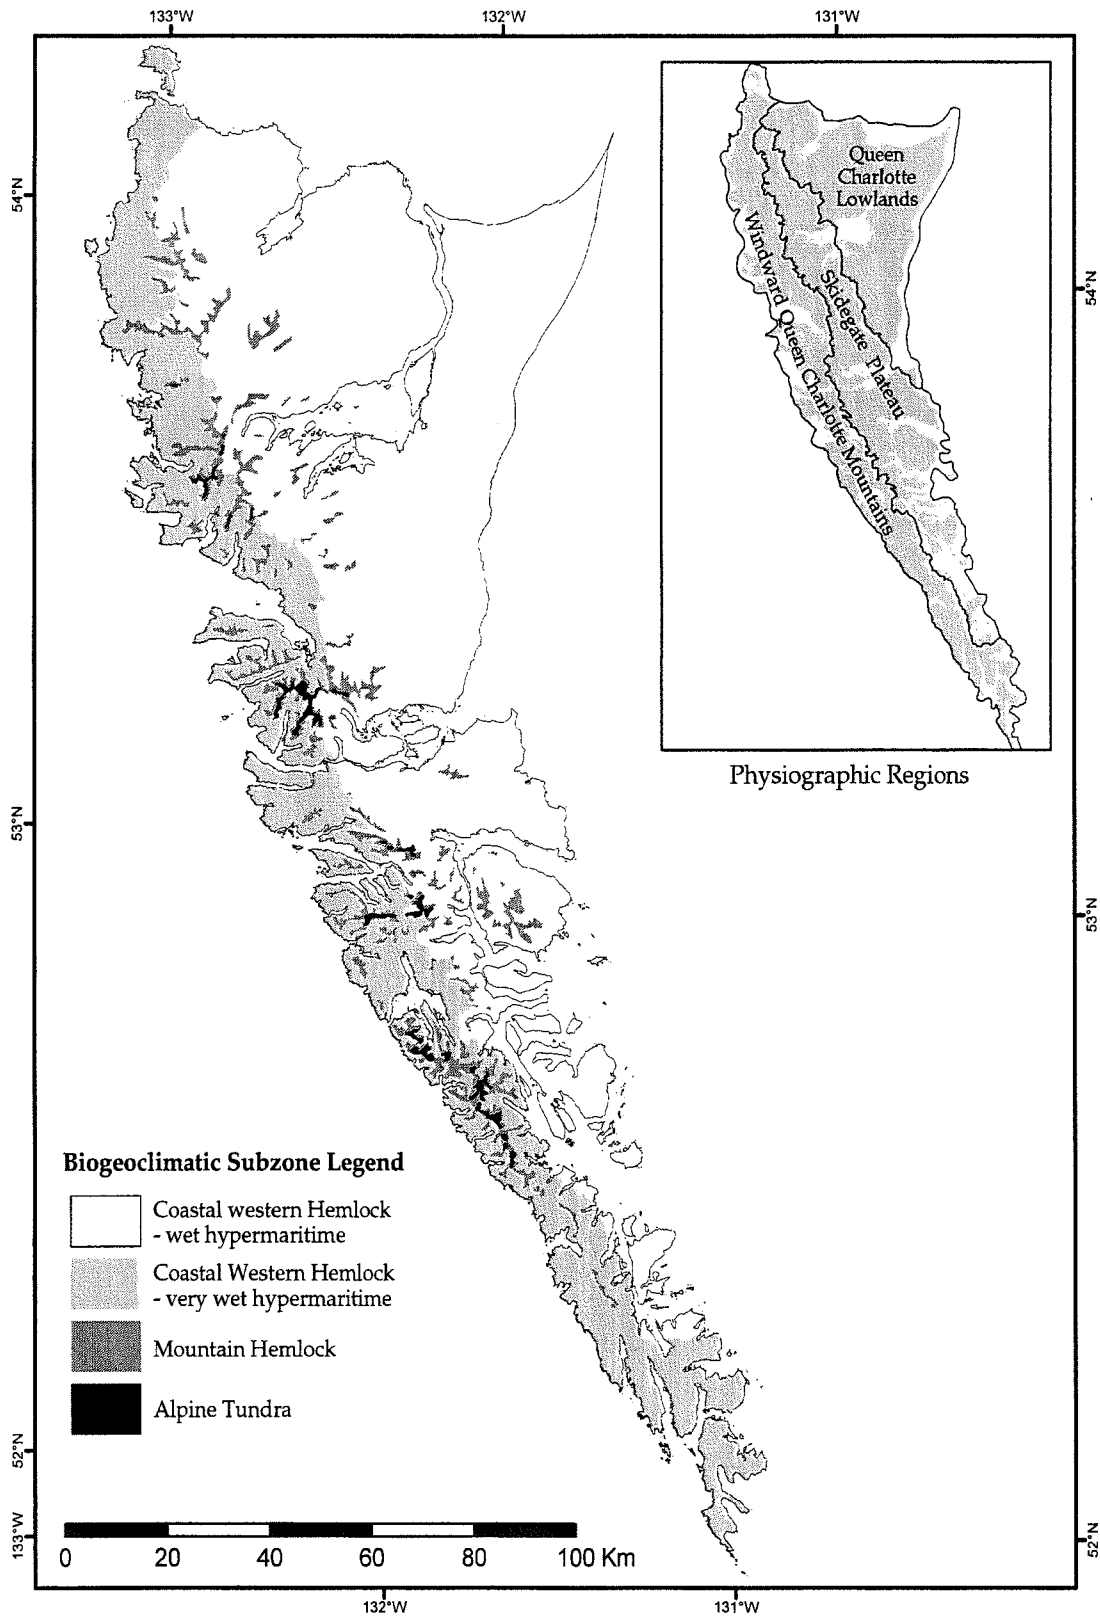 133°W
132°W
131°W
54°N
Queen
Charlotte
Lowlands
Windward Queen Charlotte Mountains
Skidegate Plateau
54°N
Physiographic Regions
53°N
53°N
Biogeoclimatic Subzone Legend
Coastal western Hemlock
- wet hypermaritime
Coastal Western Hemlock
- very wet hypermaritime
Mountain Hemlock
Alpine Tundra
52°N
133°W
0 20 40 60 80 100 Km
52°N
132°W
131°W